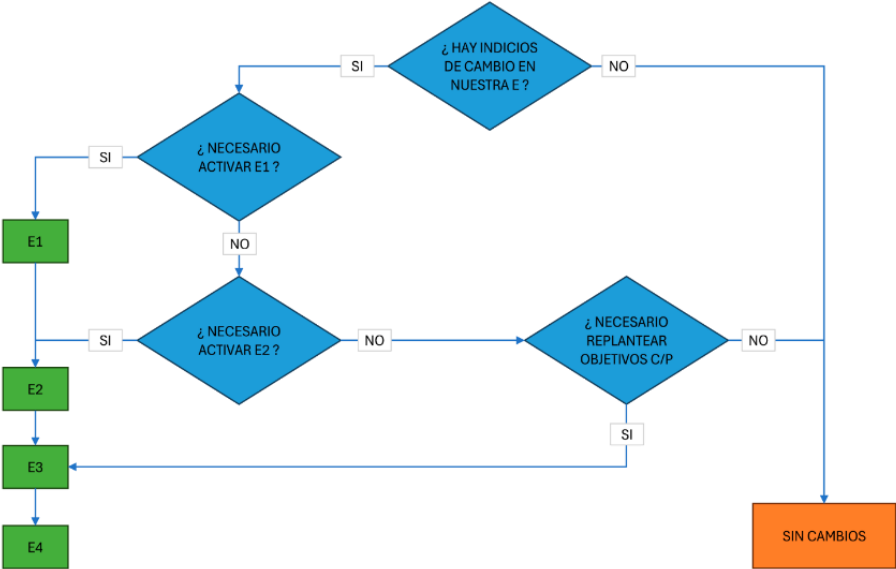 ¿ HAY INDICIOS
DE CAMBIO EN
NUESTRA E ?
SI
NO
¿ NECESARIO
ACTIVAR E1 ?
SI
NO
E1
¿ NECESARIO
ACTIVAR E2 ?
SI
NO
¿ NECESARIO
REPLANTEAR
OBJETIVOS C/P
NO
SI
E2
E3
E4
SIN CAMBIOS